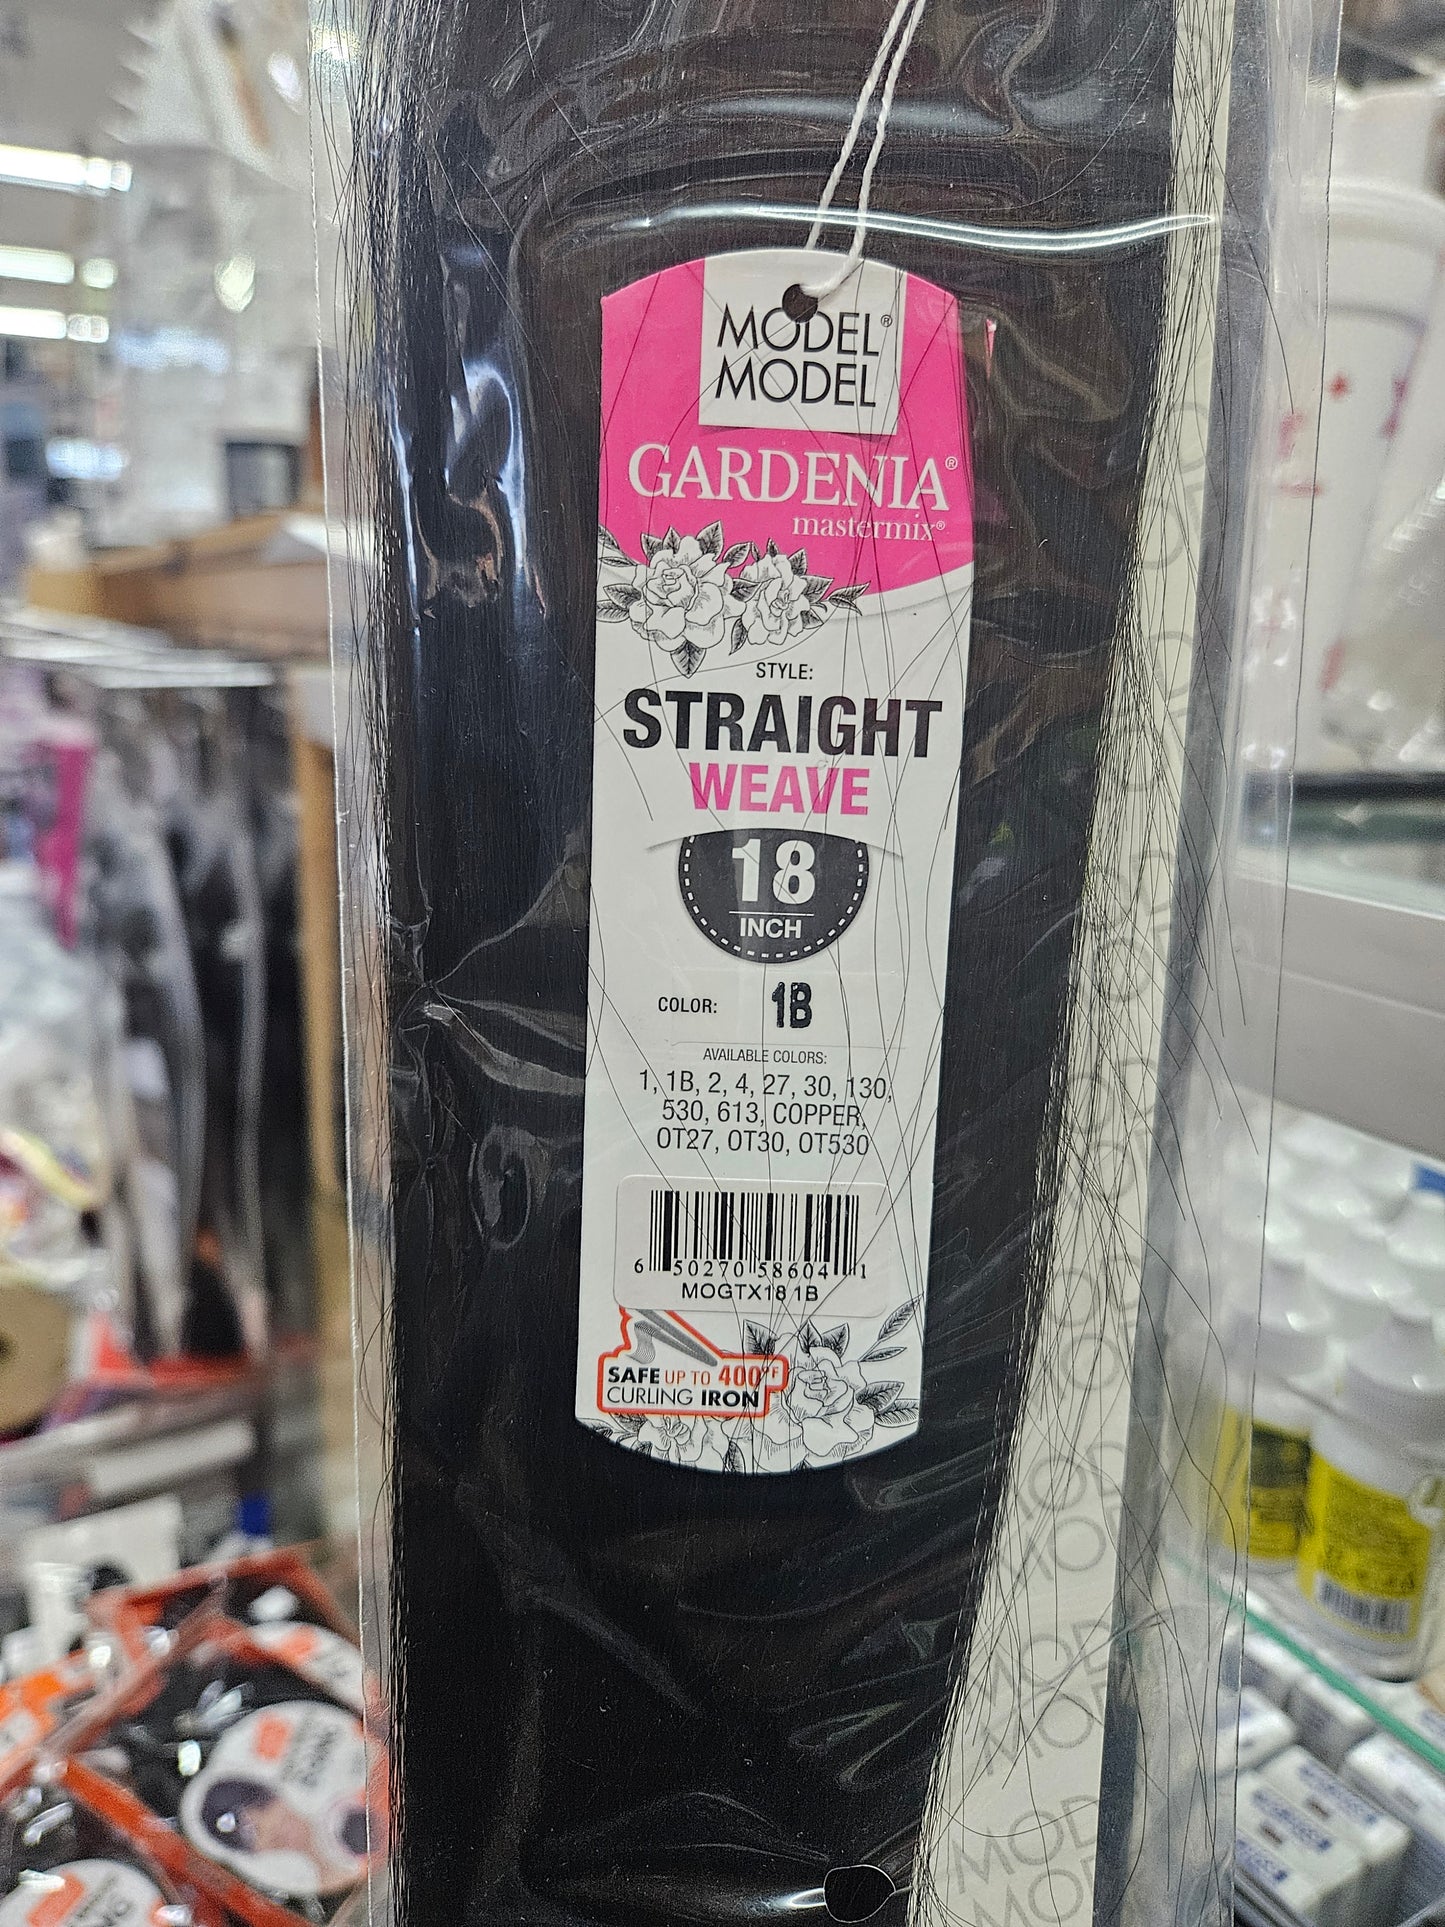 MODEL®
MODEL
GARDENIA®
mastermix®
STYLE:
STRAIGHT
WEAVE
18
INCH
COLOR: 1B
AVAILABLE COLORS:
1, 1B, 2, 4, 27, 30, 130,
530, 613, COPPER,
OT27, OT30, OT530
6 50270 58604 1
MOGTX18 1B
SAFE UP TO 400°F
CURLING IRON